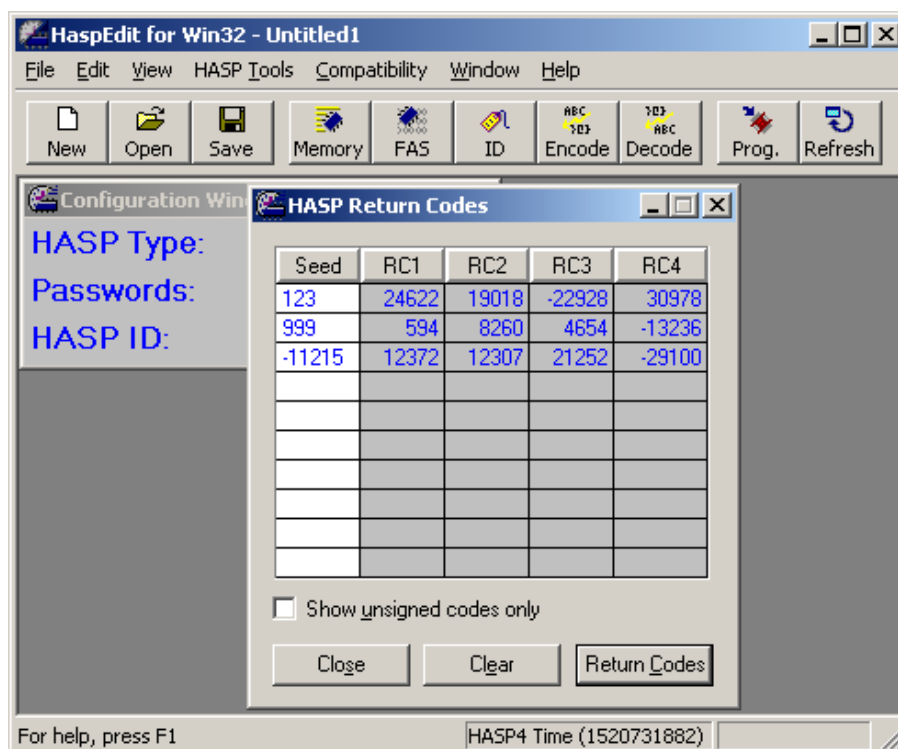 HaspEdit for Win32 - Untitled1
File Edit View HASP Tools Compatibility Window Help
New Open Save Memory FAS ID Encode Decode Prog. Refresh
Configuration Win
HASP Type:
Passwords:
HASP ID:
HASP Return Codes
Seed RC1 RC2 RC3 RC4
123 24622 19018 -22928 30978
999 594 8260 4654 -13236
-11215 12372 12307 21252 -29100
Show unsigned codes only
Close Clear Return Codes
For help, press F1 HASP4 Time (1520731882)